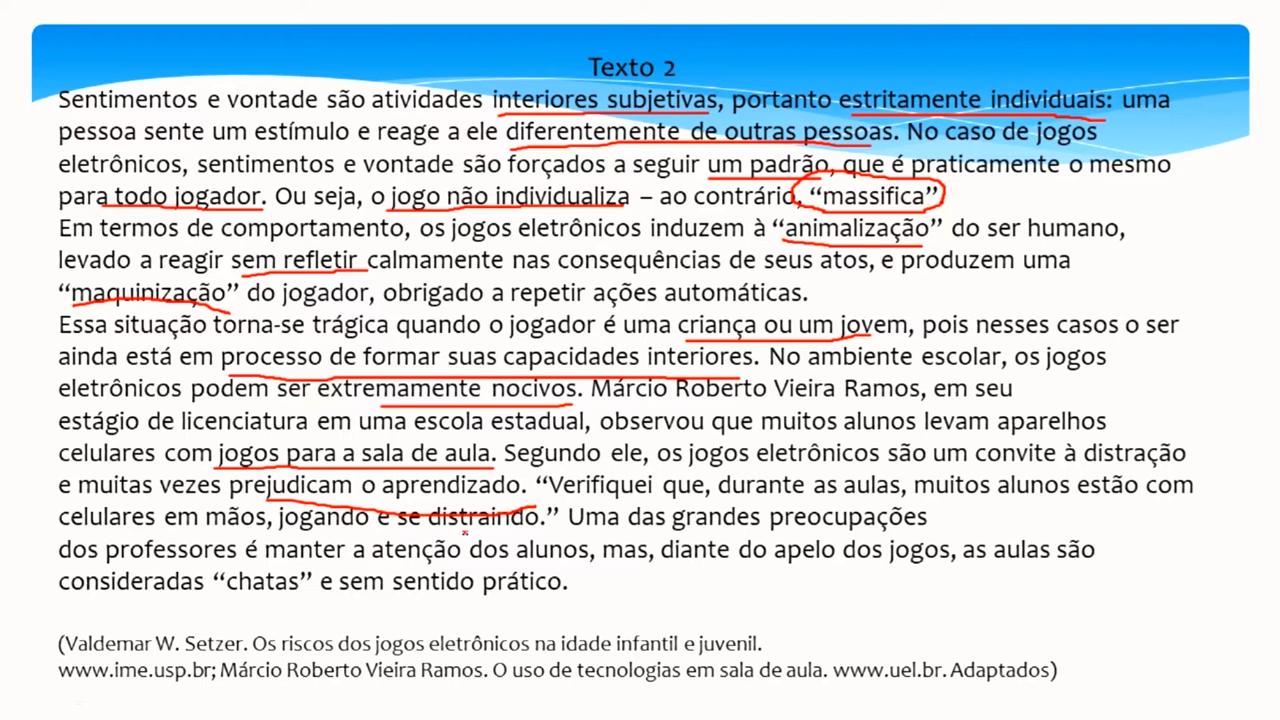 Texto 2
Sentimentos e vontade são atividades interiores subjetivas, portanto estritamente individuais: uma
pessoa sente um estímulo e reage a ele diferentemente de outras pessoas. No caso de jogos
eletrônicos, sentimentos e vontade são forçados a seguir um padrão, que é praticamente o mesmo
para todo jogador. Ou seja, o jogo não individualiza – ao contrário, “massifica”
Em termos de comportamento, os jogos eletrônicos induzem à “animalização” do ser humano,
levado a reagir sem refletir calmamente nas consequências de seus atos, e produzem uma
“maquinização” do jogador, obrigado a repetir ações automáticas.
Essa situação torna-se trágica quando o jogador é uma criança ou um jovem, pois nesses casos o ser
ainda está em processo de formar suas capacidades interiores. No ambiente escolar, os jogos
eletrônicos podem ser extremamente nocivos. Márcio Roberto Vieira Ramos, em seu
estágio de licenciatura em uma escola estadual, observou que muitos alunos levam aparelhos
celulares com jogos para a sala de aula. Segundo ele, os jogos eletrônicos são um convite à distração
e muitas vezes prejudicam o aprendizado. “Verifiquei que, durante as aulas, muitos alunos estão com
celulares em mãos, jogando e se distraindo.” Uma das grandes preocupações
dos professores é manter a atenção dos alunos, mas, diante do apelo dos jogos, as aulas são
consideradas “chatas” e sem sentido prático.
(Valdemar W. Setzer. Os riscos dos jogos eletrônicos na idade infantil e juvenil.
www.ime.usp.br; Márcio Roberto Vieira Ramos. O uso de tecnologias em sala de aula. www.uel.br. Adaptados)